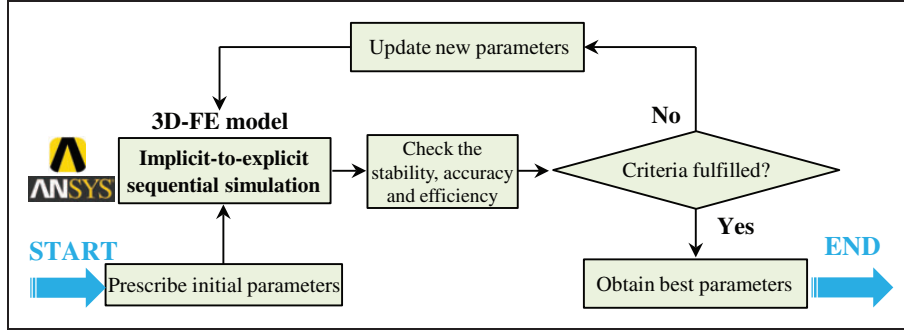 Update new parameters
No
3D-FE model
Implicit-to-explicit
sequential simulation
ANSYS
Check the
stability, accuracy
and efficiency
Criteria fulfilled?
Yes
START
Prescribe initial parameters
Obtain best parameters
END